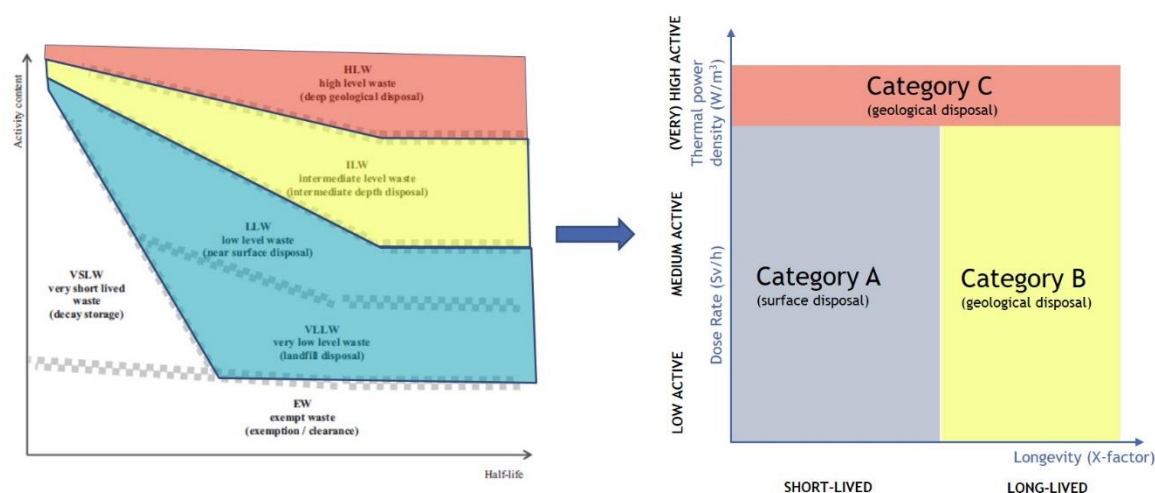 Activity content
HLW
high level waste
(deep geological disposal)
ILW
intermediate level waste
(intermediate depth disposal)
LLW
low level waste
(near surface disposal)
VSLW
very short lived
waste
(decay storage)
VLLW
very low level waste
(landfill disposal)
EW
exempt waste
(exemption / clearance)
Half-life
(VERY) HIGH ACTIVE
MEDIUM ACTIVE
LOW ACTIVE
Thermal power
density (W/m³)
Dose Rate (Sv/h)
Category C
(geological disposal)
Category A
(surface disposal)
Category B
(geological disposal)
Longevity (X-factor)
SHORT-LIVED
LONG-LIVED